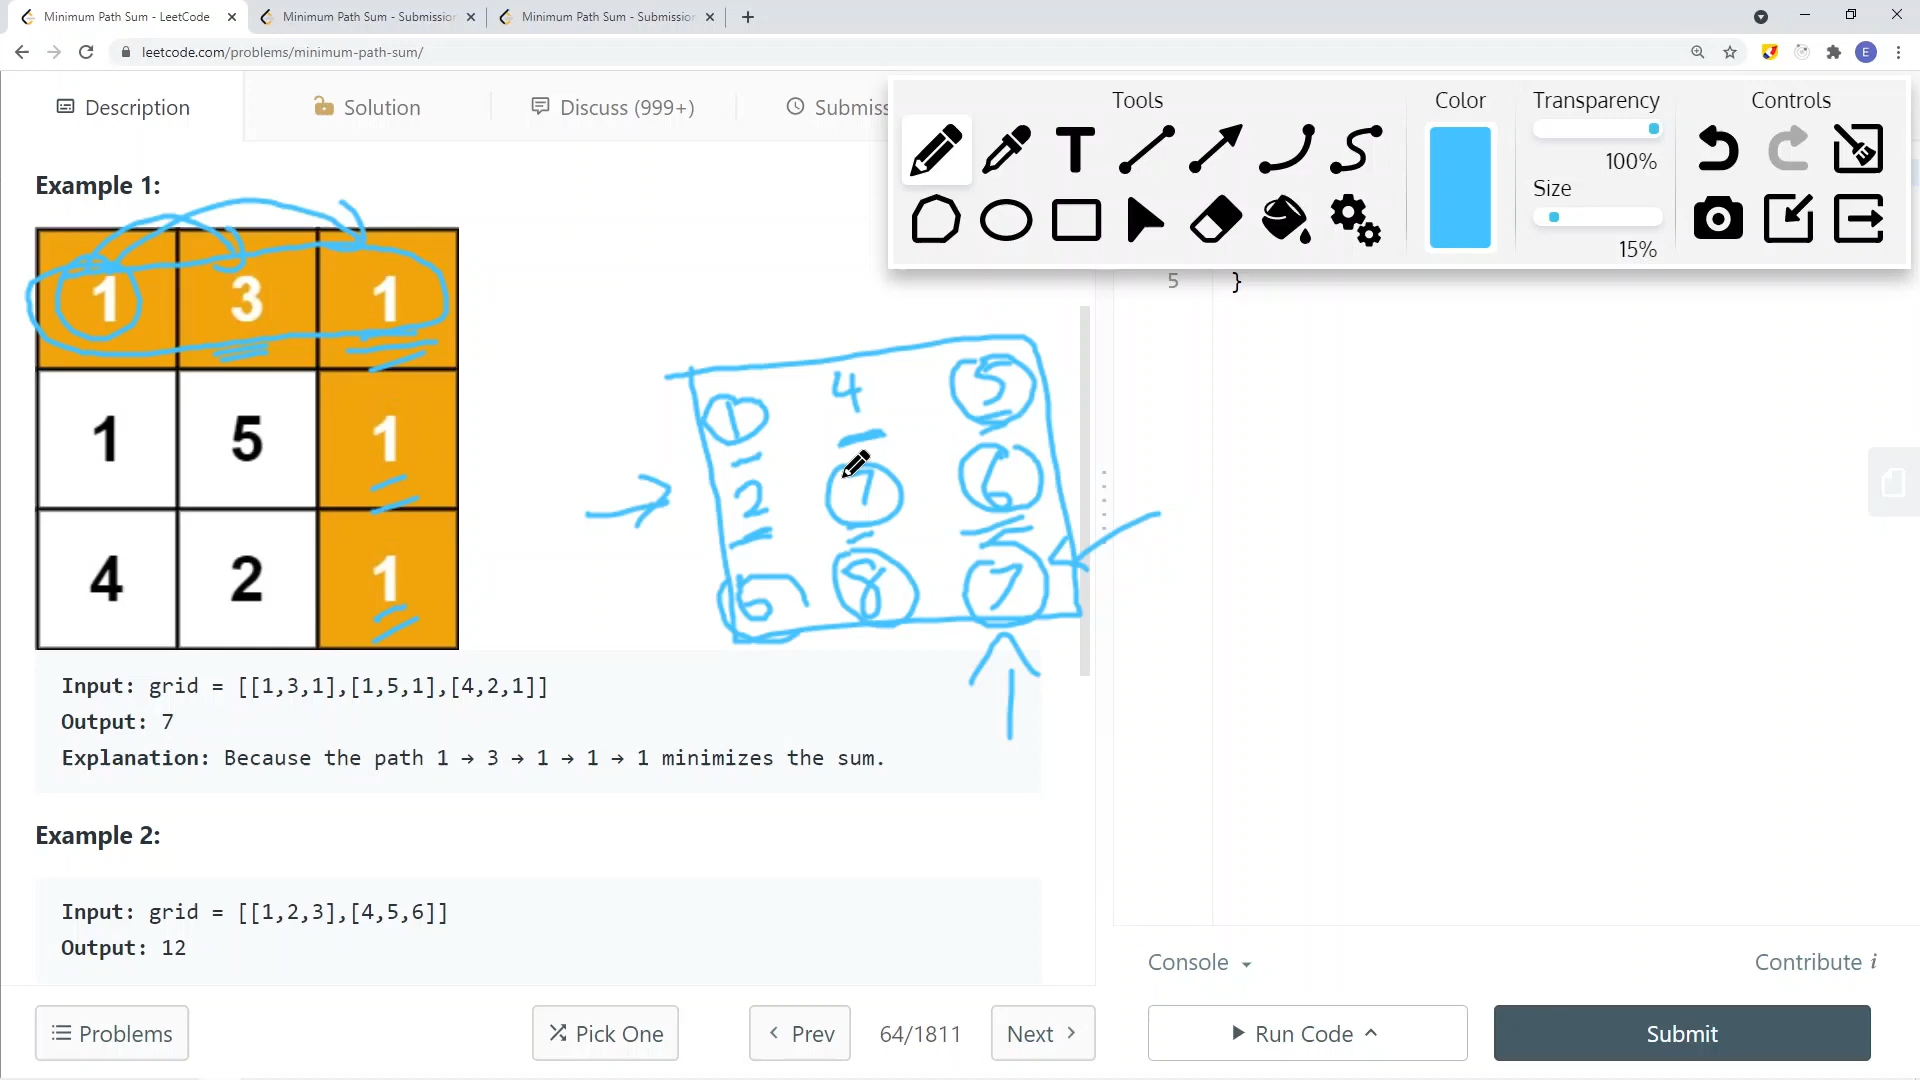 Minimum Path Sum - LeetCode
Minimum Path Sum - Submission
Minimum Path Sum - Submission
leetcode.com/problems/minimum-path-sum/
E
Description
Solution
Discuss (999+)
Submiss
Tools
Color
Transparency
Controls
100%
Size
15%
T
5 }
Example 1:
1 3 1
1 5 1
4 2 1
1 4 5
2 7 6
6 8 7
Input: grid = [[1,3,1],[1,5,1],[4,2,1]]
Output: 7
Explanation: Because the path 1 → 3 → 1 → 1 → 1 minimizes the sum.
Example 2:
Input: grid = [[1,2,3],[4,5,6]]
Output: 12
Console
Contribute i
Problems
Pick One
Prev
64/1811
Next
Run Code
Submit